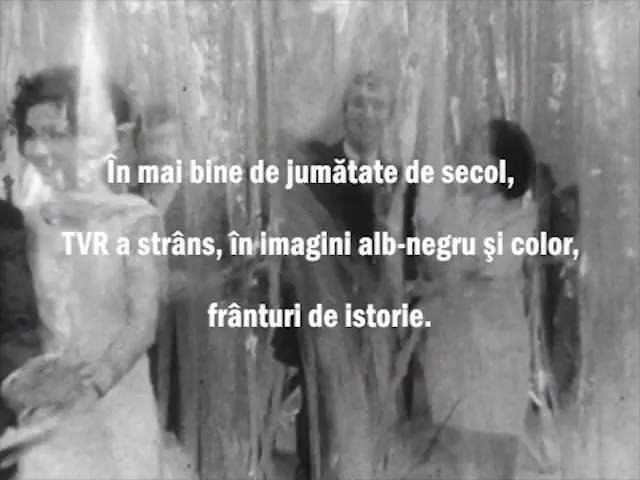 În mai bine de jumătate de secol,
TVR a strâns, în imagini alb-negru şi color,
frânturi de istorie.